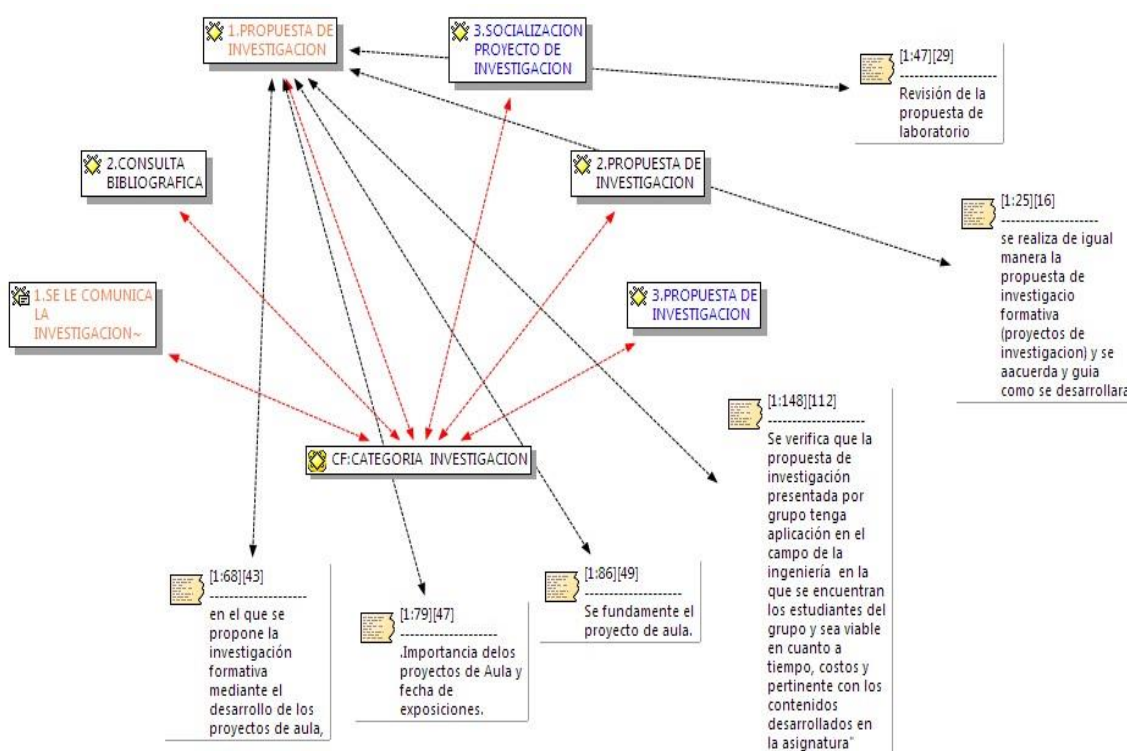 1.PROPUESTA DE
INVESTIGACION
3.SOCIALIZACION
PROYECTO DE
INVESTIGACION
[1:47][29]
Revisión de la
propuesta de
laboratorio
2.CONSULTA
BIBLIOGRAFICA
2.PROPUESTA DE
INVESTIGACION
[1:25][16]
se realiza de igual
manera la
propuesta de
investigacio
formativa
(proyectos de
investigacion) y se
aacuerda y guia
como se desarrollara
1.SE LE COMUNICA
LA
INVESTIGACION~
3.PROPUESTA DE
INVESTIGACION
[1:148][112]
Se verifica que la
propuesta de
investigación
presentada por
grupo tenga
aplicación en el
campo de la
ingeniería en la
que se encuentran
los estudiantes del
grupo y sea viable
en cuanto a
tiempo, costos y
pertinente con los
contenidos
desarrollados en
la asignatura"
CF:CATEGORIA INVESTIGACION
[1:68][43]
en el que se
propone la
investigación
formativa
mediante el
desarrollo de los
proyectos de aula,
[1:79][47]
.Importancia delos
proyectos de Aula y
fecha de
exposiciones.
[1:86][49]
Se fundamente el
proyecto de aula.